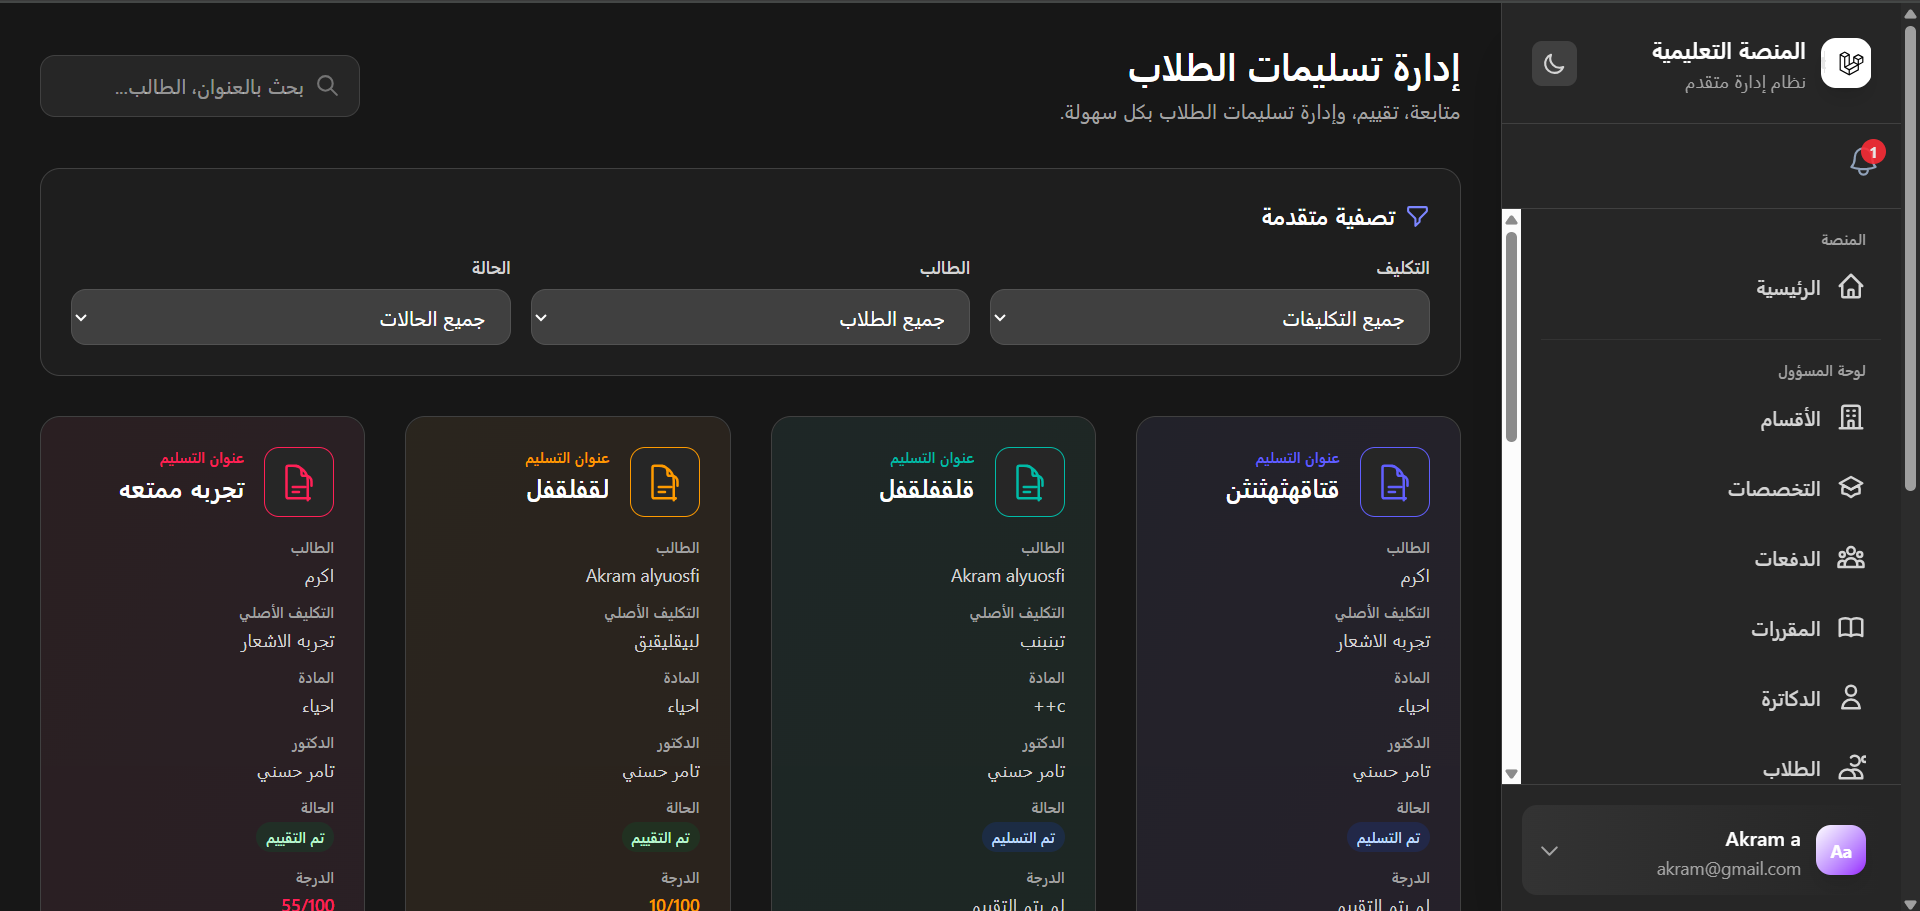 المنصة التعليمية
نظام إدارة متقدم
1
المنصة
الرئيسية
لوحة المسؤول
الأقسام
التخصصات
الدفعات
المقررات
الدكاترة
الطلاب
Aa
Akram a
akram@gmail.com
إدارة تسليمات الطلاب
متابعة، تقييم، وإدارة تسليمات الطلاب بكل سهولة.
بحث بالعنوان، الطالب...
تصفية متقدمة
التكليف
جميع التكليفات
الطالب
جميع الطلاب
الحالة
جميع الحالات
عنوان التسليم
قتاقهثهثنثن
الطالب
اكرم
التكليف الأصلي
تجربه الاشعار
المادة
احياء
الدكتور
تامر حسني
الحالة
تم التسليم
الدرجة
لم يتم التقييم
عنوان التسليم
قلقفلقفل
الطالب
Akram alyuosfi
التكليف الأصلي
تبنبنب
المادة
++c
الدكتور
تامر حسني
الحالة
تم التسليم
الدرجة
لم يتم التقييم
عنوان التسليم
لقفلقفل
الطالب
Akram alyuosfi
التكليف الأصلي
لبيقليقبق
المادة
احياء
الدكتور
تامر حسني
الحالة
تم التقييم
الدرجة
10/100
عنوان التسليم
تجربه ممتعه
الطالب
اكرم
التكليف الأصلي
تجربه الاشعار
المادة
احياء
الدكتور
تامر حسني
الحالة
تم التقييم
الدرجة
55/100